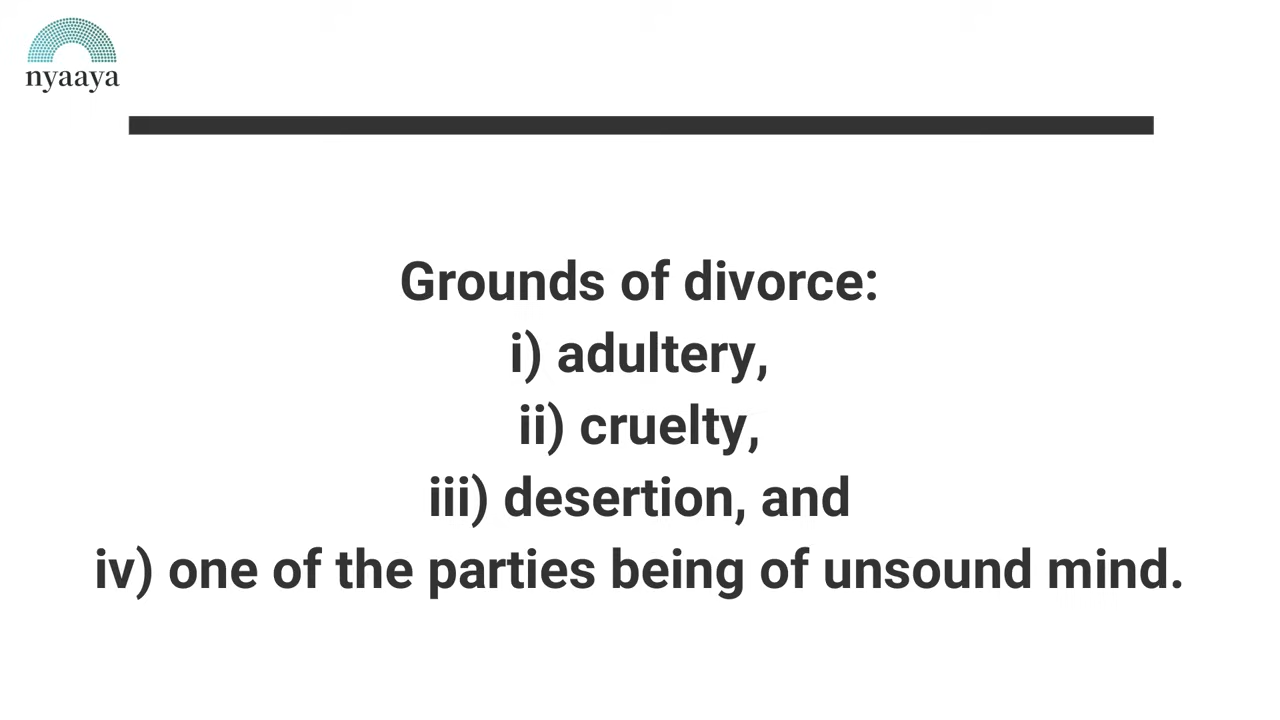 nyaaya
Grounds of divorce:
i) adultery,
ii) cruelty,
iii) desertion, and
iv) one of the parties being of unsound mind.